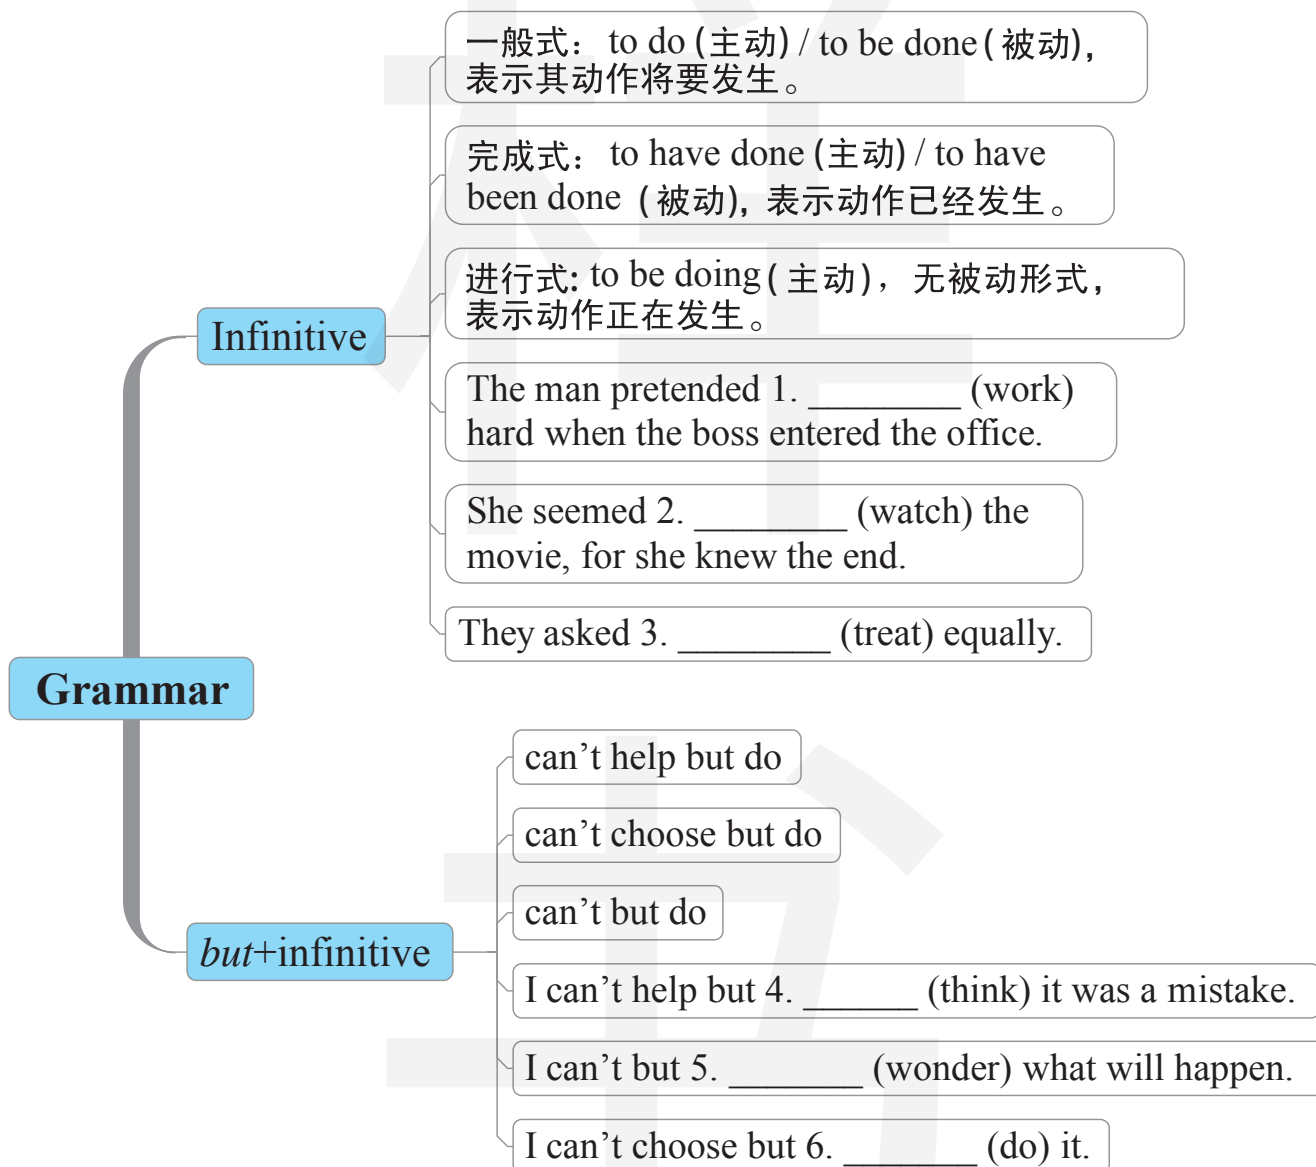 一般式：to do (主动) / to be done (被动),
表示其动作将要发生。
完成式：to have done (主动) / to have
been done (被动), 表示动作已经发生。
进行式: to be doing (主动)，无被动形式，
表示动作正在发生。
Infinitive
The man pretended 1. ________ (work)
hard when the boss entered the office.
She seemed 2. ________ (watch) the
movie, for she knew the end.
They asked 3. ________ (treat) equally.
Grammar
can't help but do
can't choose but do
can't but do
but+infinitive
I can't help but 4. ______ (think) it was a mistake.
I can't but 5. _______ (wonder) what will happen.
I can't choose but 6. _______ (do) it.